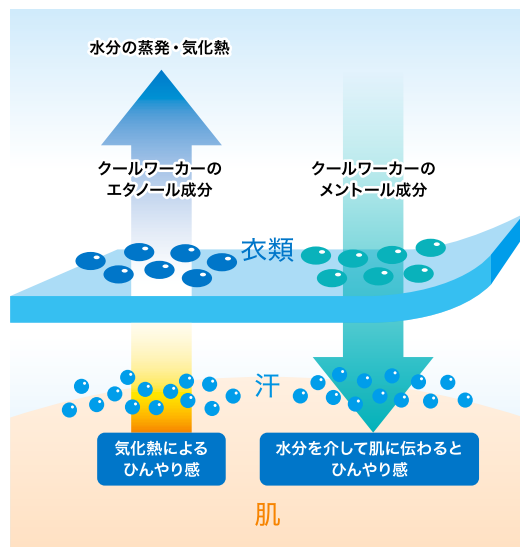 水分の蒸発・気化熱
クールワーカーの
エタノール成分
クールワーカーの
メントール成分
衣類
汗
気化熱による
ひんやり感
水分を介して肌に伝わると
ひんやり感
肌